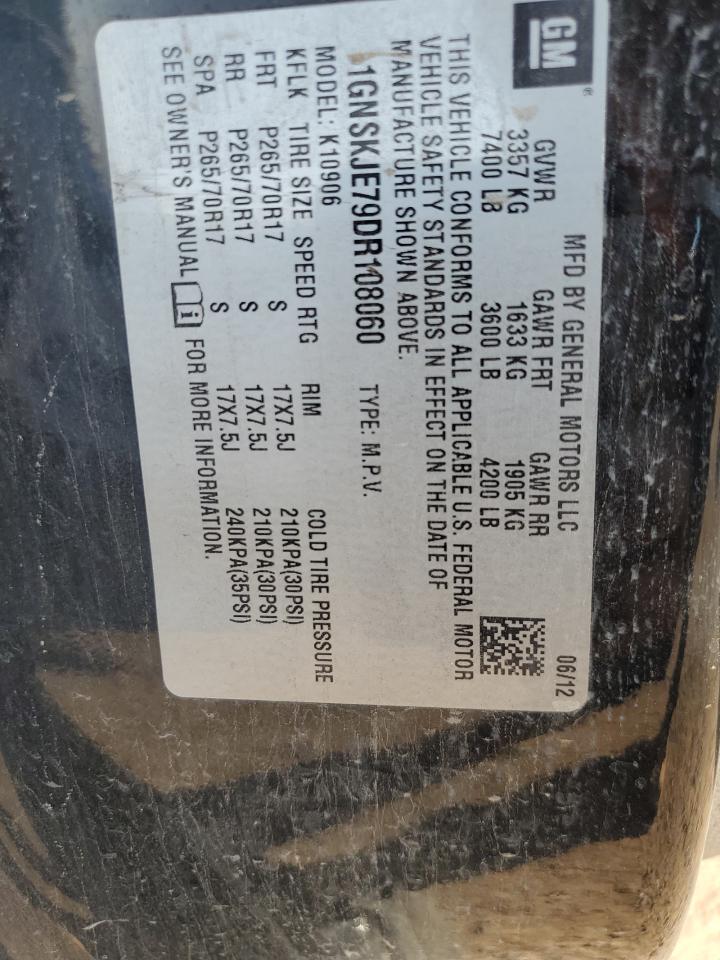 GM ®
MFD BY GENERAL MOTORS LLC 06/12
GVWR GAWR FRT GAWR RR
3357 KG 1633 KG 1905 KG
7400 LB 3600 LB 4200 LB
THIS VEHICLE CONFORMS TO ALL APPLICABLE U.S. FEDERAL MOTOR
VEHICLE SAFETY STANDARDS IN EFFECT ON THE DATE OF
MANUFACTURE SHOWN ABOVE.
1GNSKJE79DR108060 TYPE: M.P.V.
MODEL: K10906
KFLK TIRE SIZE SPEED RTG RIM COLD TIRE PRESSURE
FRT P265/70R17 S 17X7.5J 210KPA(30PSI)
RR P265/70R17 S 17X7.5J 210KPA(30PSI)
SPA P265/70R17 S 17X7.5J 240KPA(35PSI)
SEE OWNER'S MANUAL i FOR MORE INFORMATION.